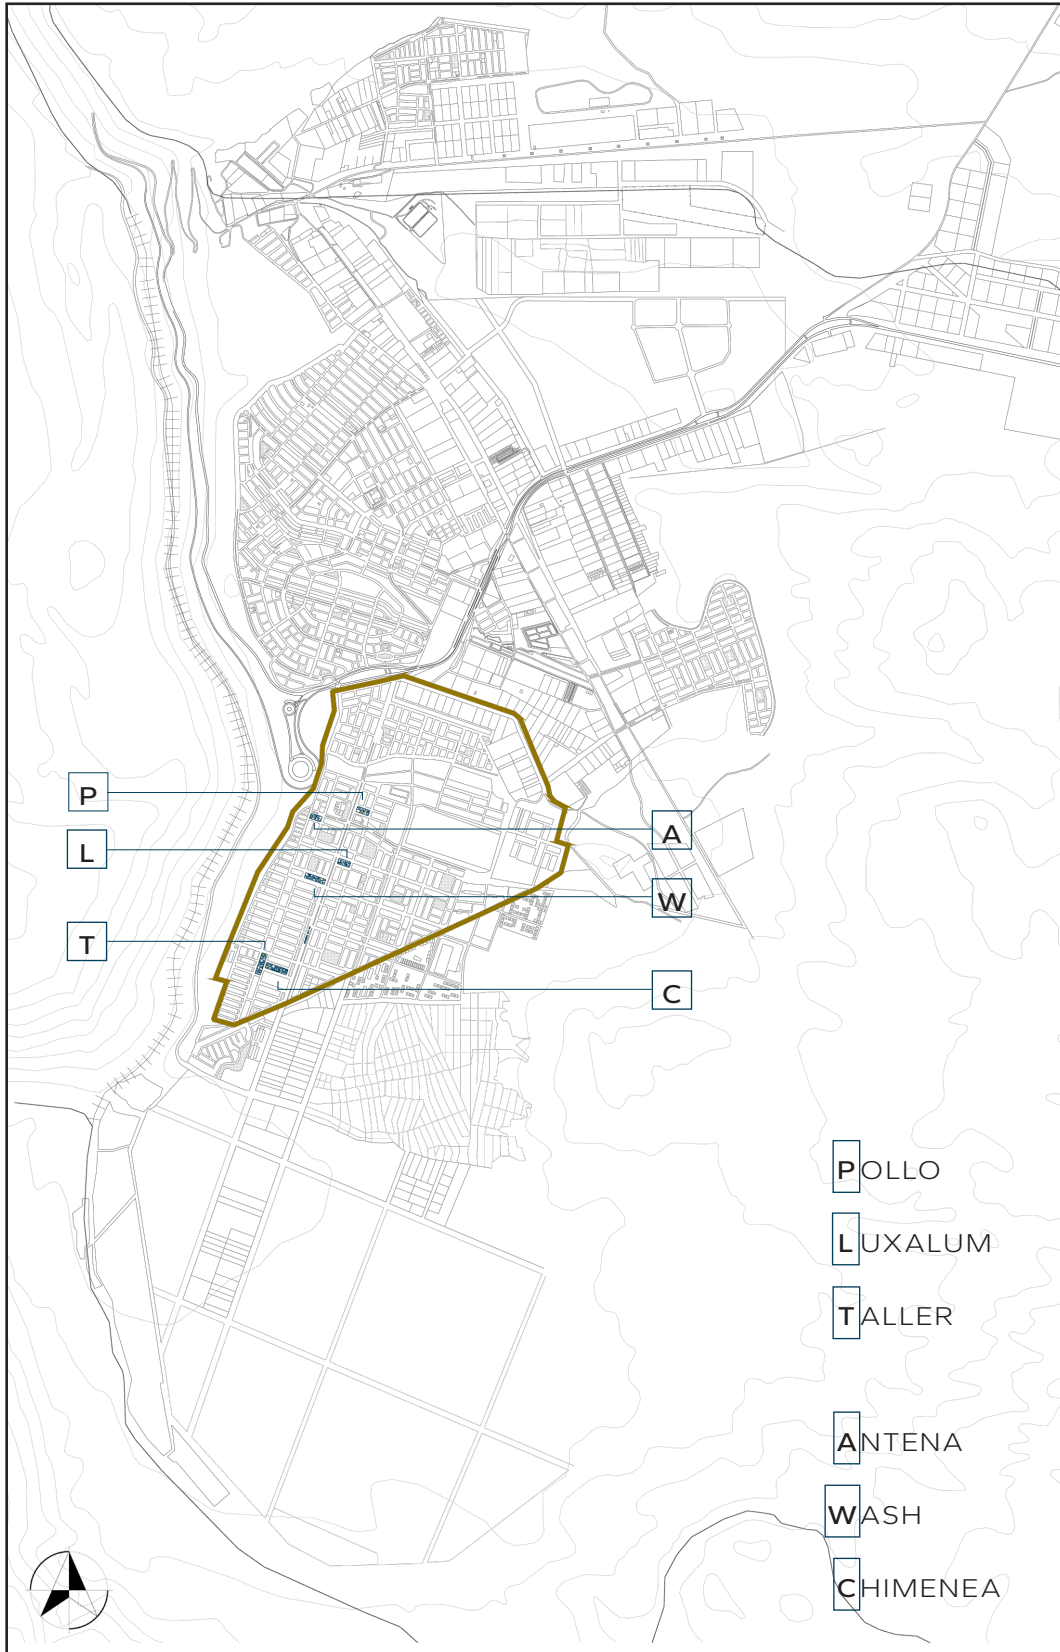 P
A
L
W
T
C
POLLO
LUXALUM
TALLER
ANTENA
WASH
CHIMENEA